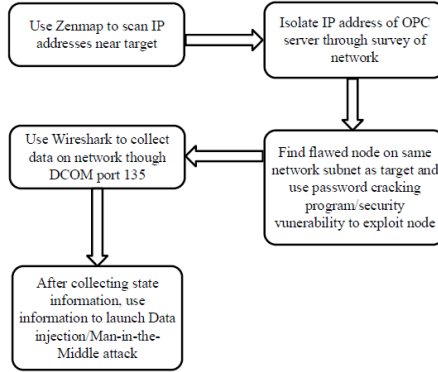 Use Zenmap to scan IP
addresses near target
Isolate IP address of OPC
server through survey of
network
Find flawed node on same
network subnet as target and
use password cracking
program/security
vunerability to exploit node
Use Wireshark to collect
data on network though
DCOM port 135
After collecting state
information, use
information to launch Data
injection/Man-in-the-
Middle attack